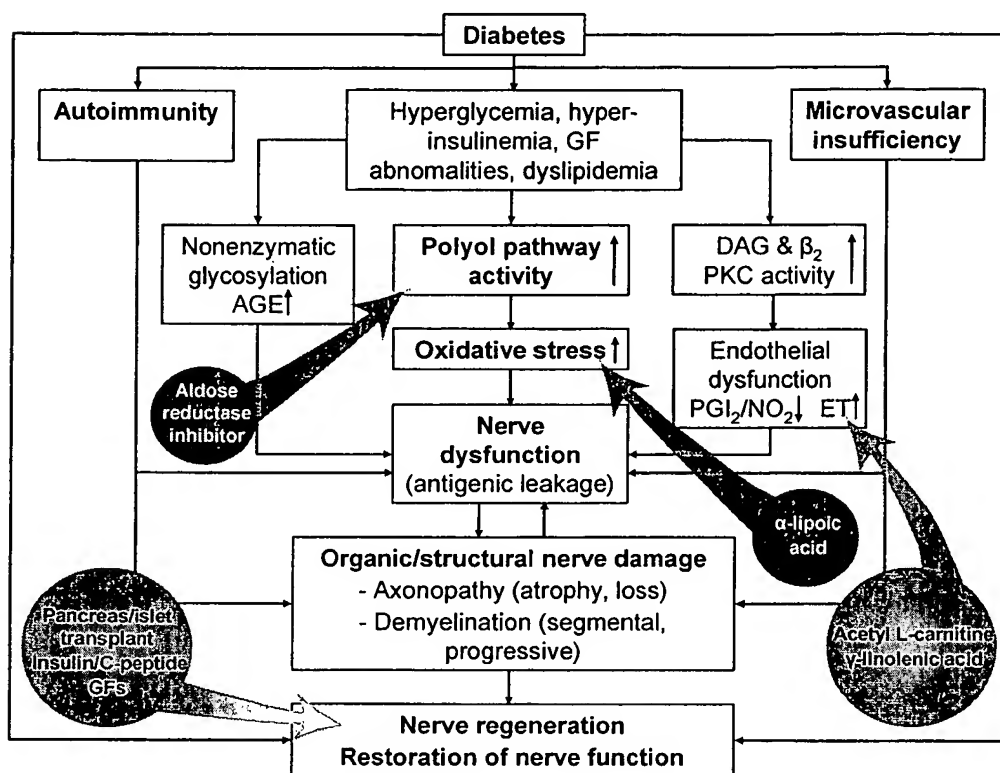 Diabetes
Autoimmunity
Hyperglycemia, hyper-
insulinemia, GF
abnomalities, dyslipidemia
Microvascular
insufficiency
Nonenzymatic
glycosylation
AGE↑
Polyol pathway
activity ↑
DAG & β₂
PKC activity ↑
Oxidative stress ↑
Endothelial
dysfunction
PGI₂/NO₂↓ ET↑
Aldose
reductase
inhibitor
Nerve
dysfunction
(antigenic leakage)
α-lipoic
acid
Organic/structural nerve damage
- Axonopathy (atrophy, loss)
- Demyelination (segmental,
progressive)
Pancreas/islet
transplant
Insulin/C-peptide
GFs
Acetyl L-carnitine
γ-linolenic acid
Nerve regeneration
Restoration of nerve function